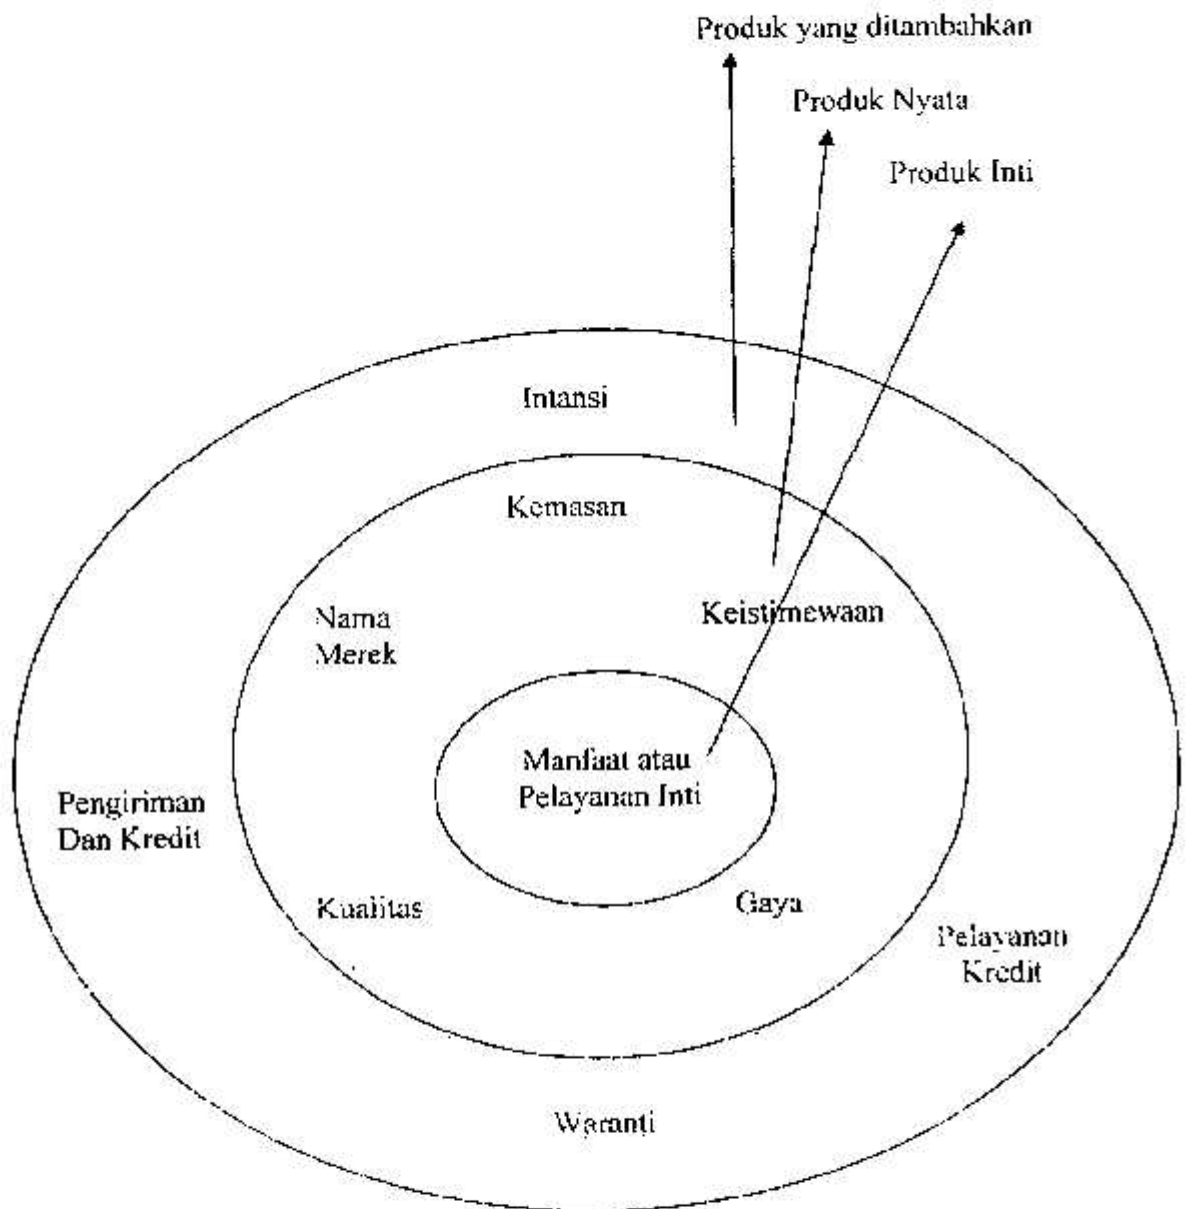 Produk yang ditambahkan
Produk Nyata
Produk Inti
Intansi
Kemasan
Nama
Merek
Keistimewaan
Manfaat atau
Pelayanan Inti
Pengiriman
Dan Kredit
Kualitas
Gaya
Pelayanan
Kredit
Waranti